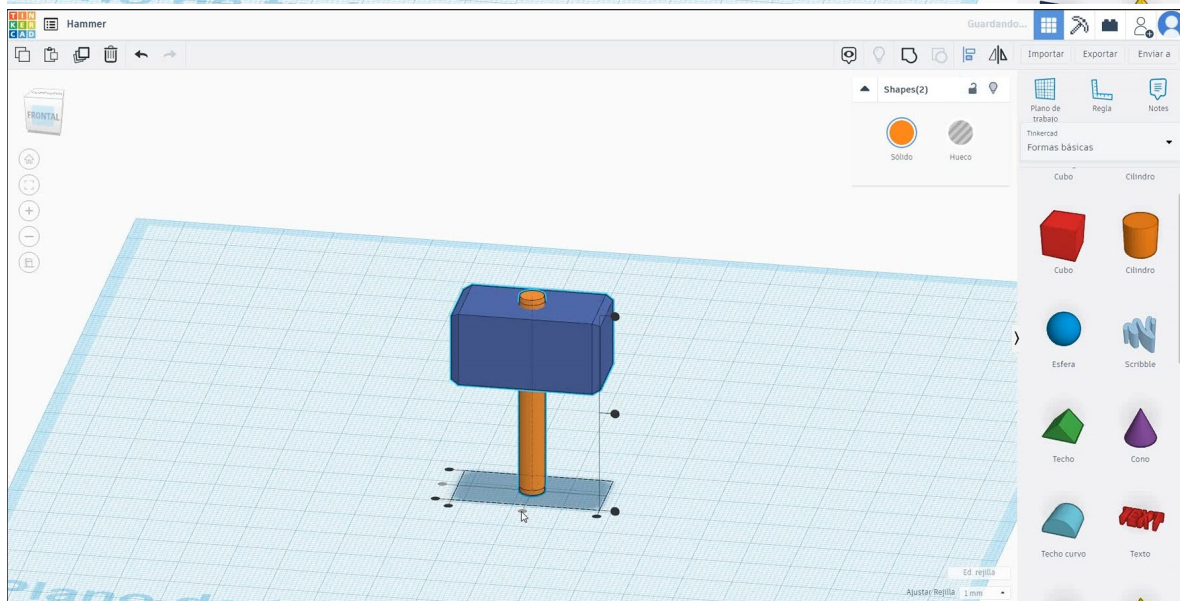 TIN
KER
CAD
Hammer
Guardando...
Importar
Exportar
Enviar a
FRONTAL
Shapes(2)
Sólido
Hueco
Plano de
trabajo
Regla
Notes
Tinkercad
Formas básicas
Cubo
Cilindro
Cubo
Cilindro
Esfera
Scribble
Techo
Cono
Techo curvo
TEXT
Texto
Ed. rejilla
Ajustar Rejilla
1 mm
Plano de